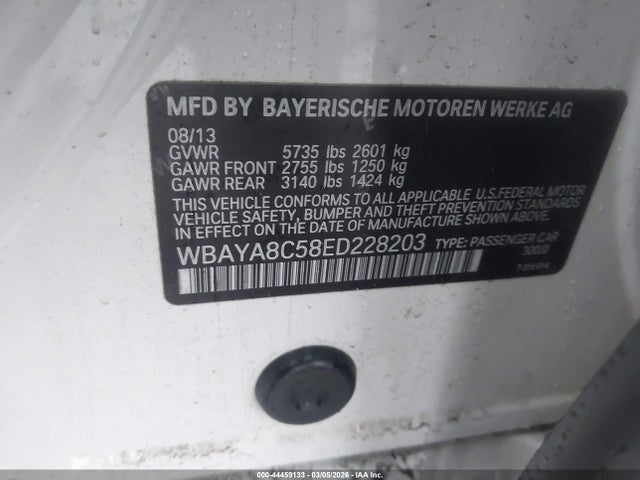 MFD BY BAYERISCHE MOTOREN WERKE AG
08/13
GVWR 5735 lbs 2601 kg
GAWR FRONT 2755 lbs 1250 kg
GAWR REAR 3140 lbs 1424 kg
THIS VEHICLE CONFORMS TO ALL APPLICABLE U.S.FEDERAL MOTOR
VEHICLE SAFETY, BUMPER AND THEFT PREVENTION STANDARDS
IN EFFECT ON THE DATE OF MANUFACTURE SHOWN ABOVE.
WBAYA8C58ED228203 TYPE: PASSENGER CAR
000-44459133 - 03/05/2026 - IAA Inc.